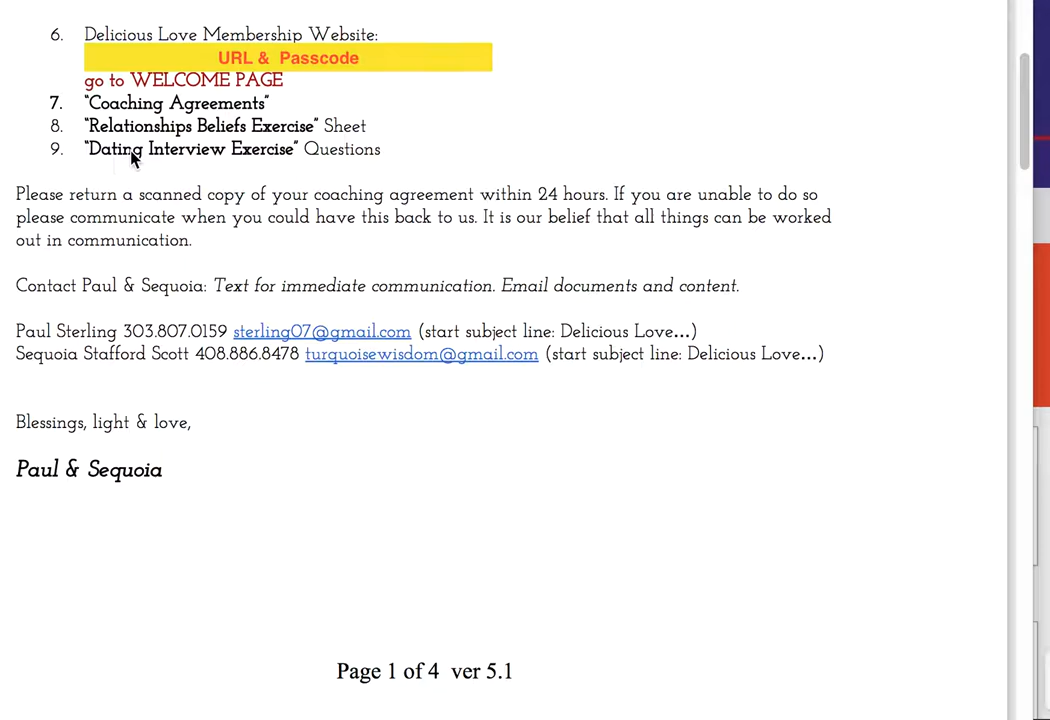 6. Delicious Love Membership Website:
URL & Passcode
go to WELCOME PAGE
7. "Coaching Agreements"
8. "Relationships Beliefs Exercise" Sheet
9. "Dating Interview Exercise" Questions
Please return a scanned copy of your coaching agreement within 24 hours. If you are unable to do so
please communicate when you could have this back to us. It is our belief that all things can be worked
out in communication.
Contact Paul & Sequoia: Text for immediate communication. Email documents and content.
Paul Sterling 303.807.0159 sterling07@gmail.com (start subject line: Delicious Love...)
Sequoia Stafford Scott 408.886.8478 turquoisewisdom@gmail.com (start subject line: Delicious Love...)
Blessings, light & love,
Paul & Sequoia
Page 1 of 4 ver 5.1